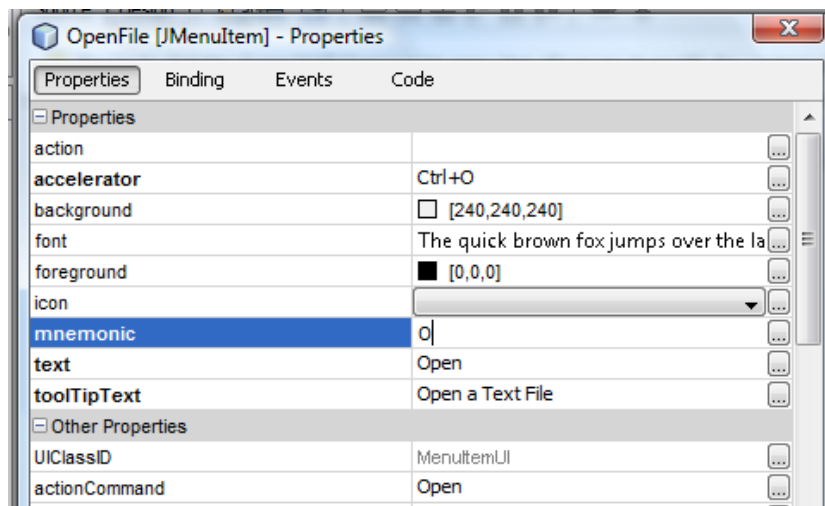 OpenFile [JMenuItem] - Properties
Properties Binding Events Code
Properties
action ...
accelerator Ctrl+O ...
background [240,240,240] ...
font The quick brown fox jumps over the la ...
foreground [0,0,0] ...
icon ...
mnemonic O ...
text Open ...
toolTipText Open a Text File ...
Other Properties
UIClassID MenuItemUI ...
actionCommand Open ...